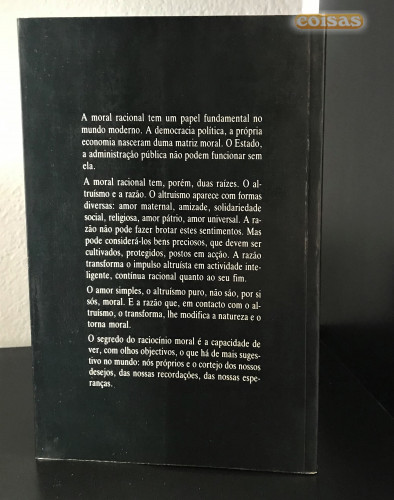 coisas
A moral racional tem um papel fundamental no
mundo moderno. A democracia política, a própria
economia nasceram duma matriz moral. O Estado,
a administração pública não podem funcionar sem
ela.
A moral racional tem, porém, duas raízes. O al-
truísmo e a razão. O altruísmo aparece com formas
diversas: amor maternal, amizade, solidariedade
social, religiosa, amor pátrio, amor universal. A ra-
zão não pode fazer brotar estes sentimentos. Mas
pode considerá-los bens preciosos, que devem ser
cultivados, protegidos, postos em acção. A razão
transforma o impulso altruísta em actividade inte-
ligente, contínua racional quanto ao seu fim.
O amor simples, o altruísmo puro, não são, por si
sós, moral. E a razão que, em contacto com o al-
truísmo, o transforma, lhe modifica a natureza e o
torna moral.
O segredo do raciocínio moral é a capacidade de
ver, com olhos objectivos, o que há de mais suges-
tivo no mundo: nós próprios e o cortejo dos nossos
desejos, das nossas recordações, das nossas espe-
ranças.